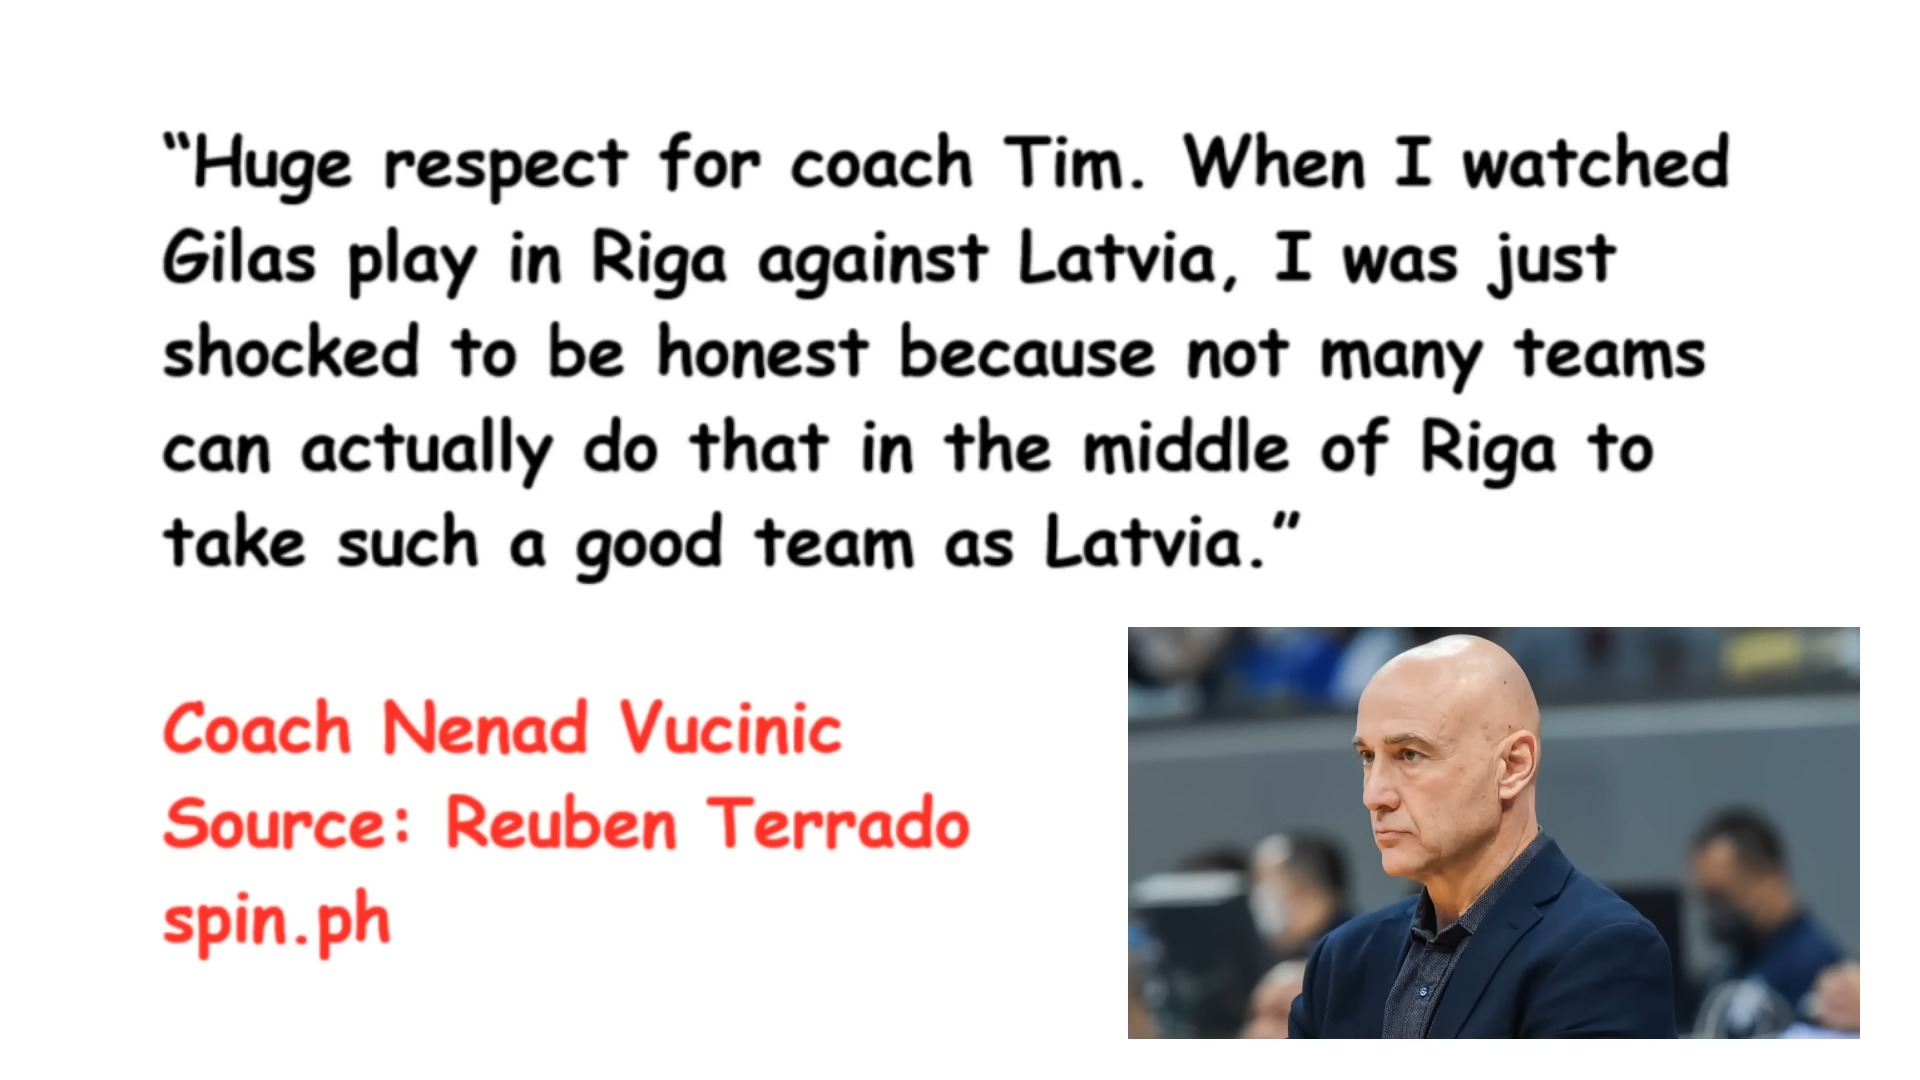 “Huge respect for coach Tim. When I watched
Gilas play in Riga against Latvia, I was just
shocked to be honest because not many teams
can actually do that in the middle of Riga to
take such a good team as Latvia.”
Coach Nenad Vucinic
Source: Reuben Terrado
spin.ph